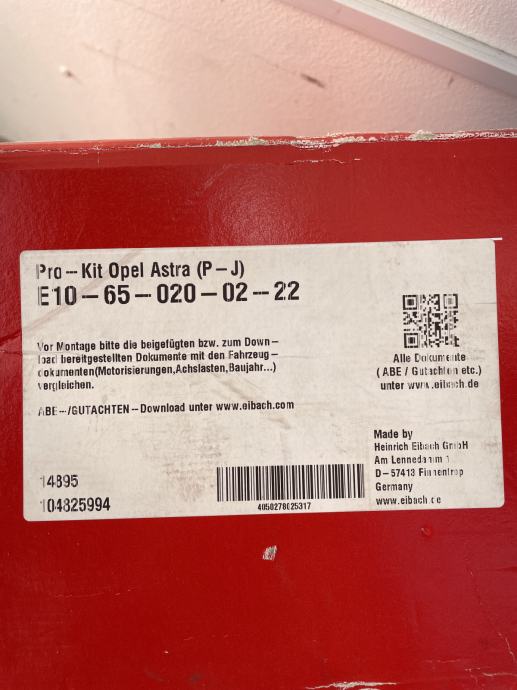 Pro-Kit Opel Astra (P-J)
E10-65-020-02-22
Vor Montage bitte die beigefügten bzw. zum Down-
load bereitgestellten Dokumente mit den Fahrzeug-
dokumenten(Motorisierungen,Achslasten,Baujahr...)
vergleichen.
ABE-/GUTACHTEN-Download unter www.eibach.com
Alle Dokumente
(ABE / Gutachten etc.)
unter www.eibach.de
14895
104825994
4050278025317
Made by
Heinrich Eibach GmbH
Am Lennedamm 1
D-57413 Finnentrop
Germany
www.eibach.de